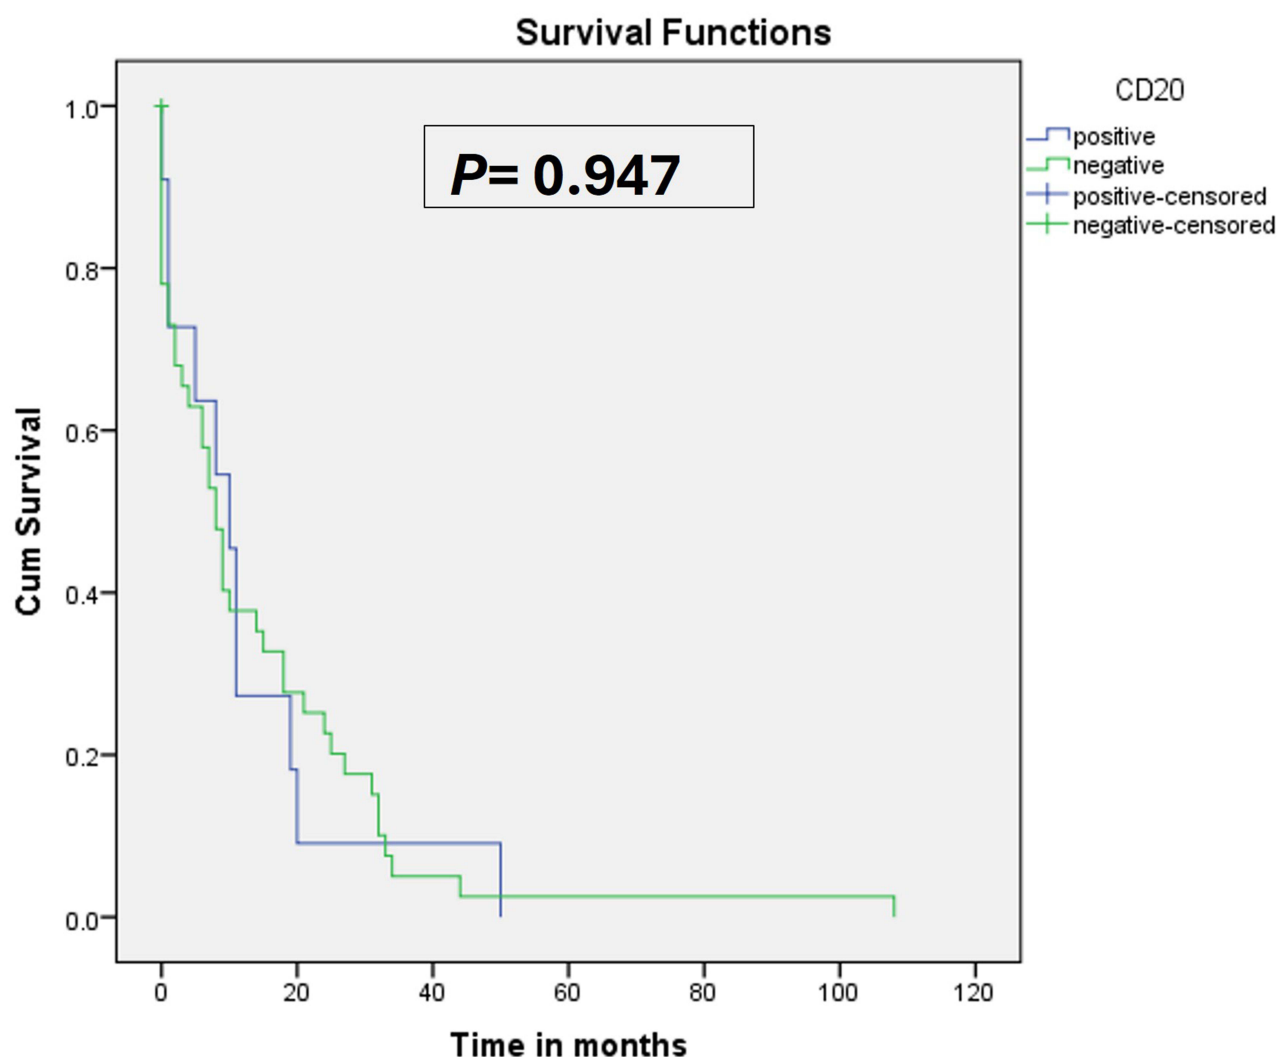 Survival Functions
CD20
positive
negative
positive-censored
negative-censored
P= 0.947
Cum Survival
1.0
0.8
0.6
0.4
0.2
0.0
0 20 40 60 80 100 120
Time in months